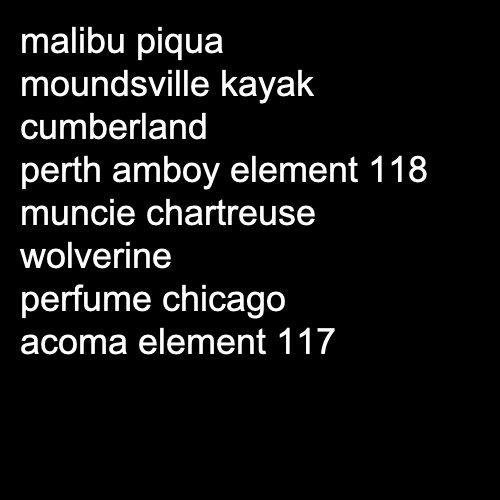 malibu piqua
moundsville kayak
cumberland
perth amboy element 118
muncie chartreuse
wolverine
perfume chicago
acoma element 117